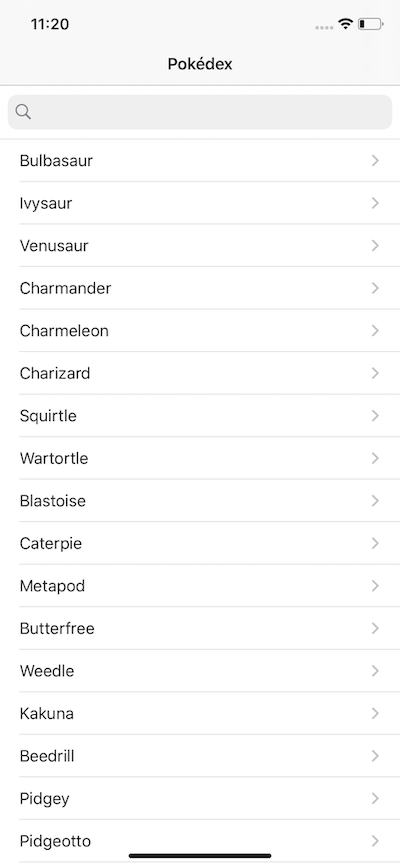 11:20
Pokédex
Bulbasaur
Ivysaur
Venusaur
Charmander
Charmeleon
Charizard
Squirtle
Wartortle
Blastoise
Caterpie
Metapod
Butterfree
Weedle
Kakuna
Beedrill
Pidgey
Pidgeotto